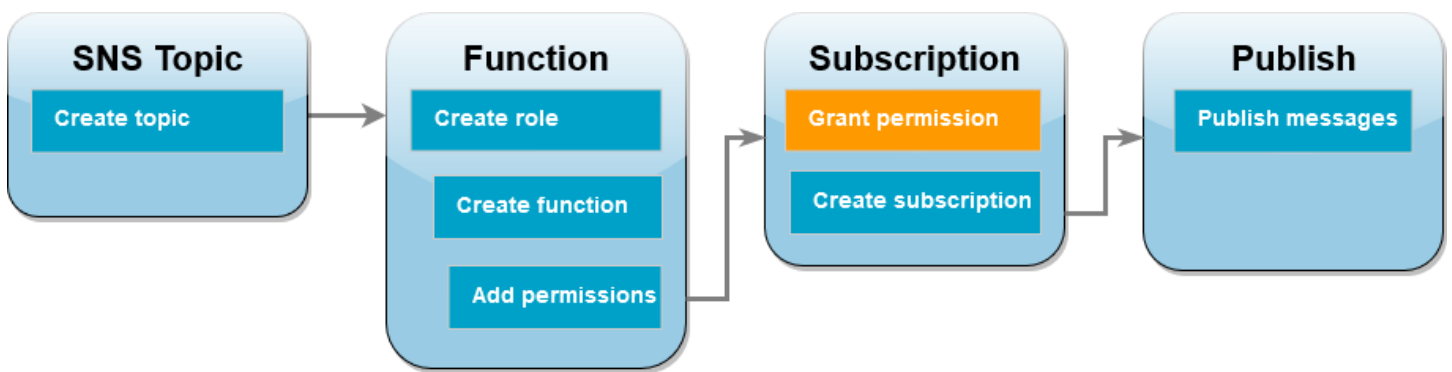 SNS Topic
Create topic
Function
Create role
Create function
Add permissions
Subscription
Grant permission
Create subscription
Publish
Publish messages